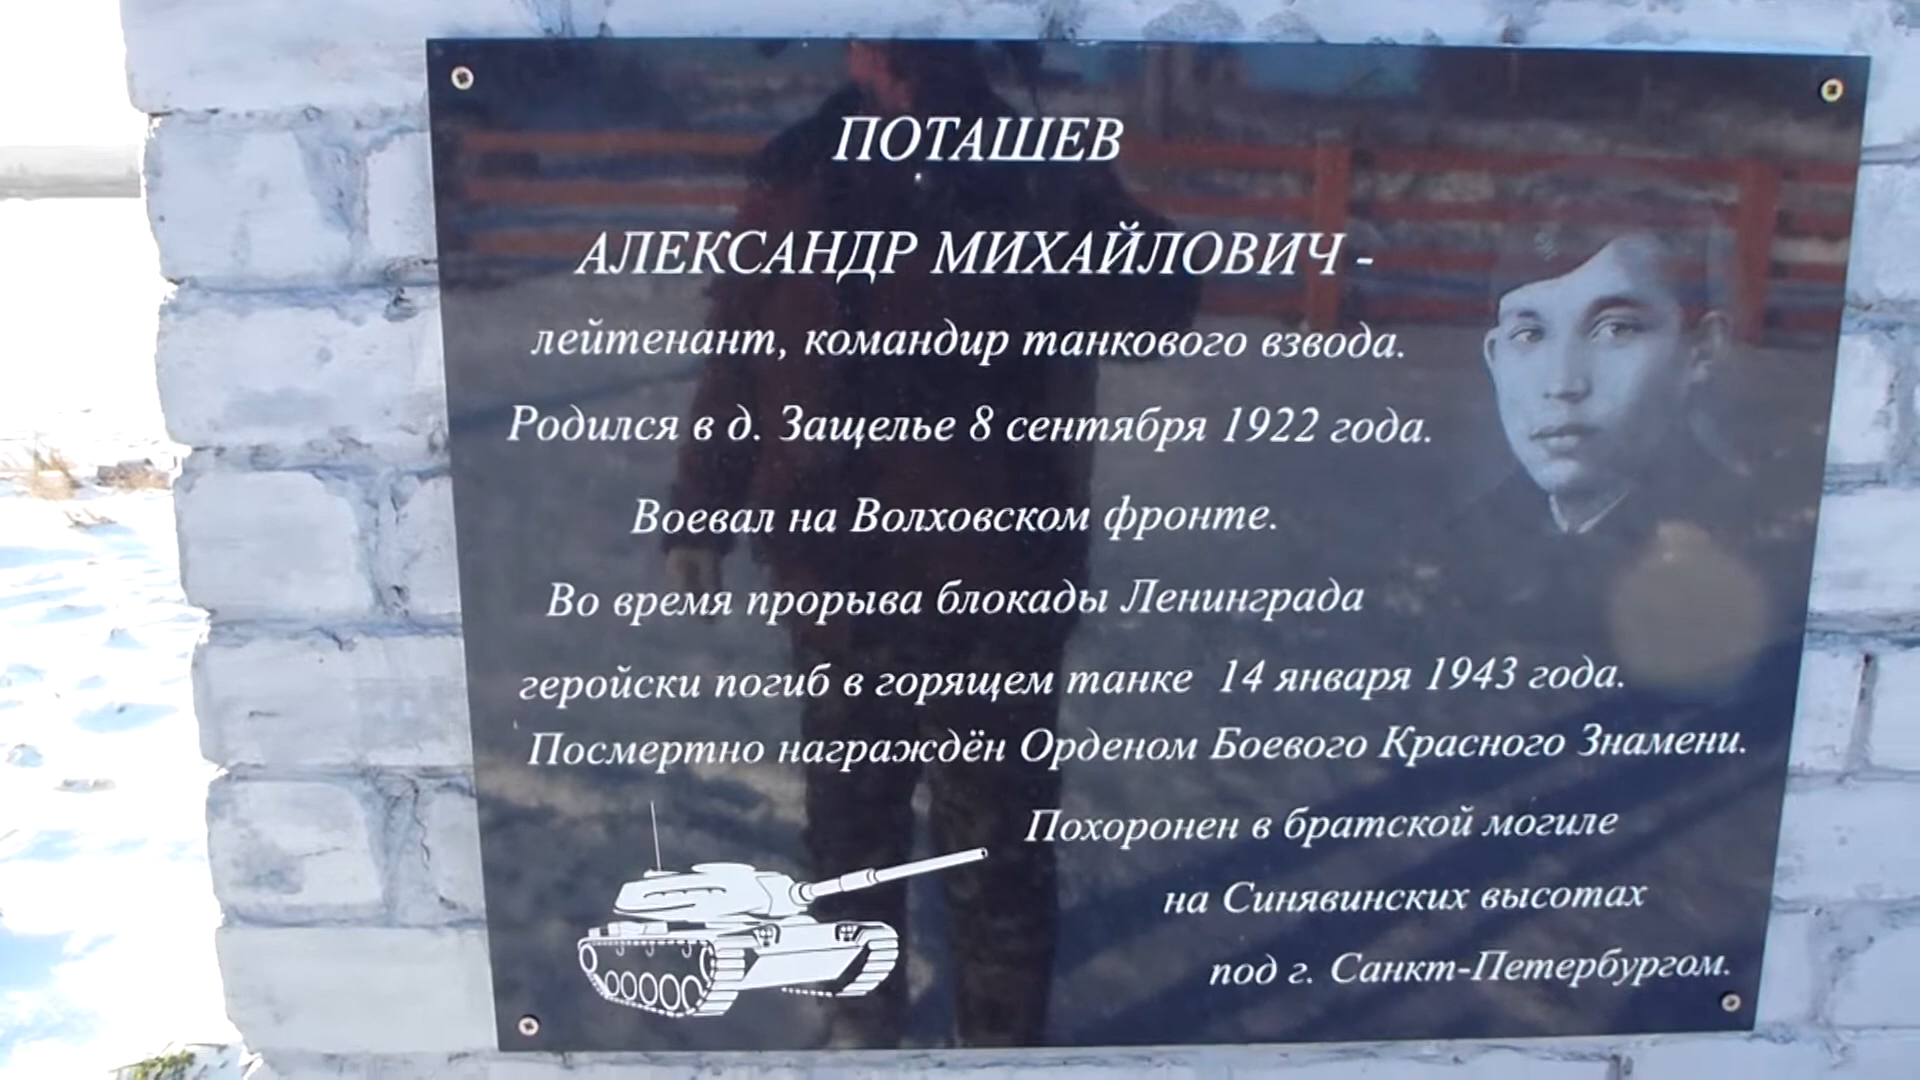 ПОТАШЕВ
АЛЕКСАНДР МИХАЙЛОВИЧ -
лейтенант, командир танкового взвода.
Родился в д. Защелье 8 сентября 1922 года.
Воевал на Волховском фронте.
Во время прорыва блокады Ленинграда
геройски погиб в горящем танке 14 января 1943 года.
Посмертно награждён Орденом Боевого Красного Знамени.
Похоронен в братской могиле
на Синявинских высотах
под г. Санкт-Петербургом.